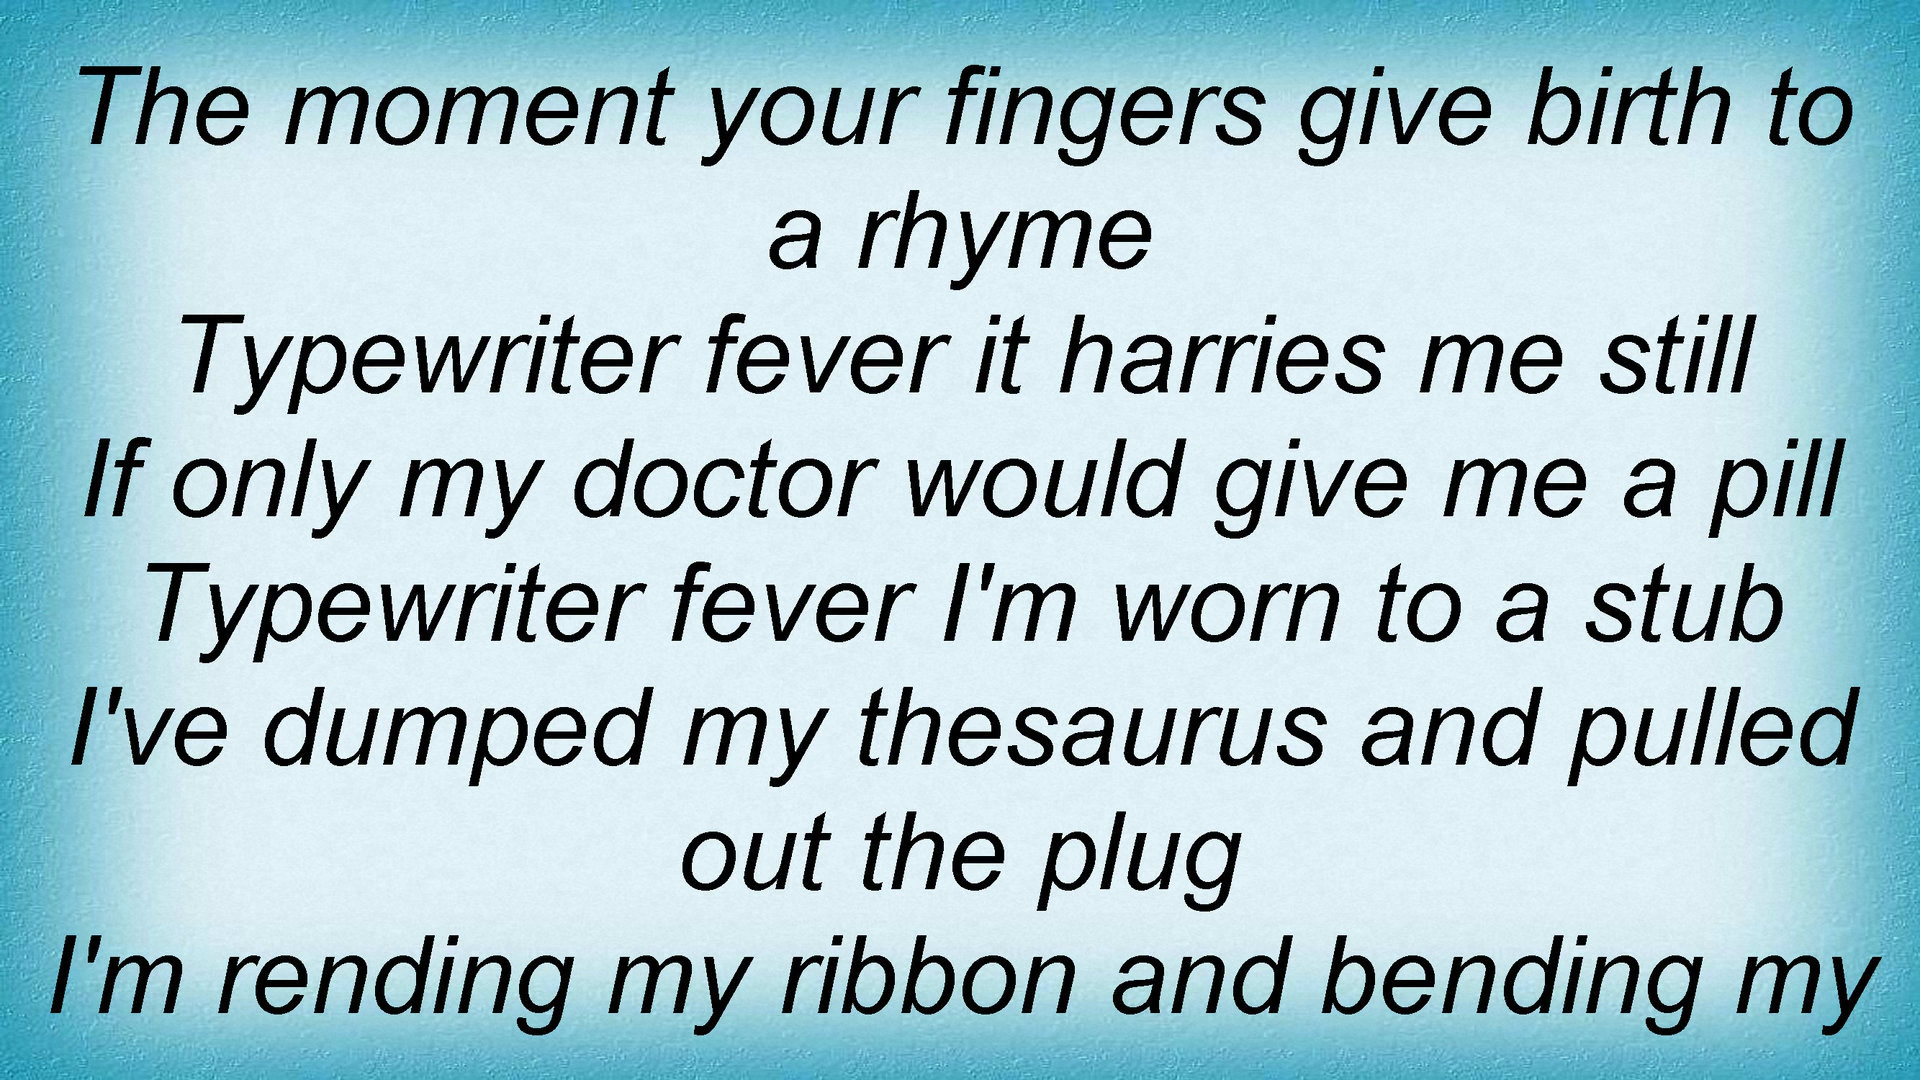 The moment your fingers give birth to
a rhyme
Typewriter fever it harries me still
If only my doctor would give me a pill
Typewriter fever I'm worn to a stub
I've dumped my thesaurus and pulled
out the plug
I'm rending my ribbon and bending my